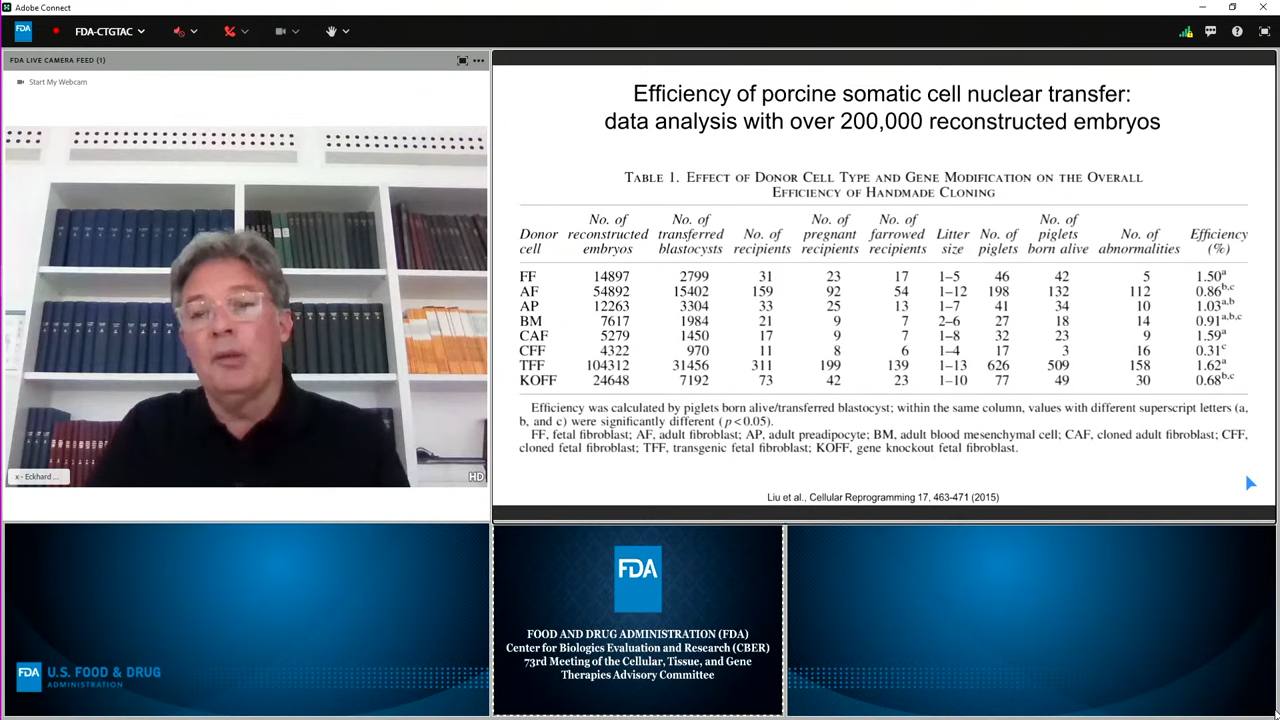 Adobe Connect
FDA
FDA-CTGTAC
FDA LIVE CAMERA FEED (1)
Start My Webcam
x - Eckhard ...
HD
Efficiency of porcine somatic cell nuclear transfer:
data analysis with over 200,000 reconstructed embryos
TABLE 1. EFFECT OF DONOR CELL TYPE AND GENE MODIFICATION ON THE OVERALL
EFFICIENCY OF HANDMADE CLONING
Donor cell No. of reconstructed embryos No. of transferred blastocysts No. of recipients No. of pregnant recipients No. of farrowed recipients Litter size No. of piglets No. of piglets born alive No. of abnormalities Efficiency (%)
FF 14897 2799 31 23 17 1–5 46 42 5 1.50a
AF 54892 15402 159 92 54 1–12 198 132 112 0.86b,c
AP 12263 3304 33 25 13 1–7 41 34 10 1.03a,b
BM 7617 1984 21 9 7 2–6 27 18 14 0.91a,b,c
CAF 5279 1450 17 9 7 1–8 32 23 9 1.59a
CFF 4322 970 11 8 6 1–4 17 3 16 0.31c
TFF 104312 31456 311 199 139 1–13 626 509 158 1.62a
KOFF 24648 7192 73 42 23 1–10 77 49 30 0.68b,c
Efficiency was calculated by piglets born alive/transferred blastocyst; within the same column, values with different superscript letters (a,
b, and c) were significantly different (p<0.05).
FF, fetal fibroblast; AF, adult fibroblast; AP, adult preadipocyte; BM, adult blood mesenchymal cell; CAF, cloned adult fibroblast; CFF,
cloned fetal fibroblast; TFF, transgenic fetal fibroblast; KOFF, gene knockout fetal fibroblast.
Liu et al., Cellular Reprogramming 17, 463-471 (2015)
FDA
U.S. FOOD & DRUG
ADMINISTRATION
FDA
FOOD AND DRUG ADMINISTRATION (FDA)
Center for Biologics Evaluation and Research (CBER)
73rd Meeting of the Cellular, Tissue, and Gene
Therapies Advisory Committee